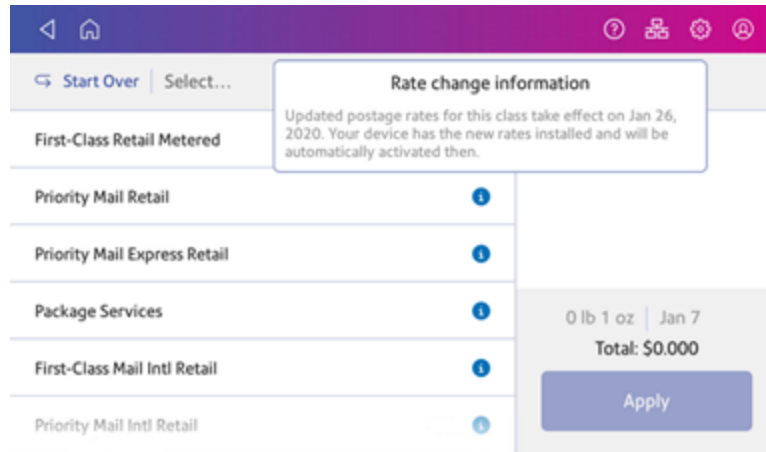 Start Over Select...
Rate change information
Updated postage rates for this class take effect on Jan 26,
2020. Your device has the new rates installed and will be
automatically activated then.
First-Class Retail Metered
Priority Mail Retail
Priority Mail Express Retail
Package Services
First-Class Mail Intl Retail
Priority Mail Intl Retail
0 lb 1 oz Jan 7
Total: $0.000
Apply